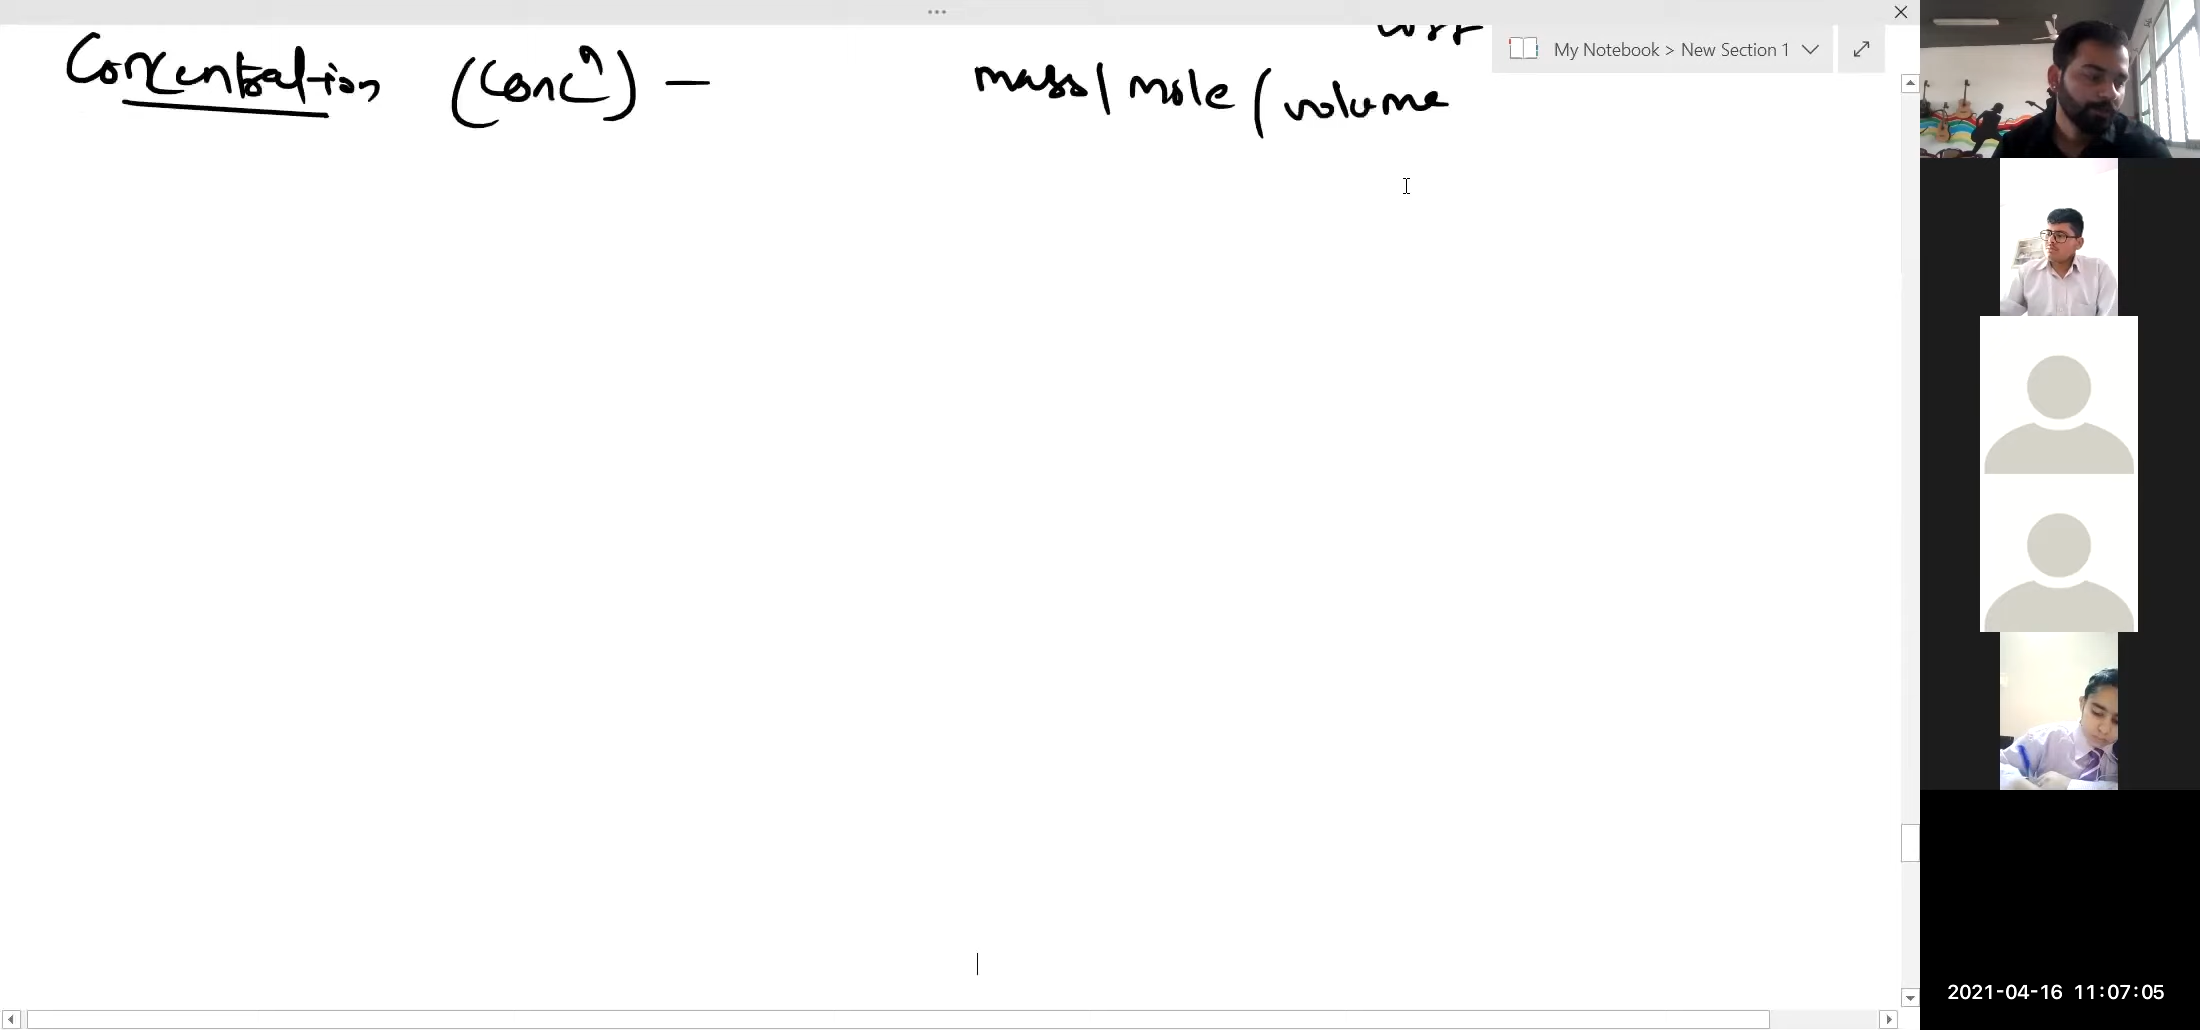 Concentration (Concⁿ) — mass/mole/volume
My Notebook > New Section 1
2021-04-16 11:07:05